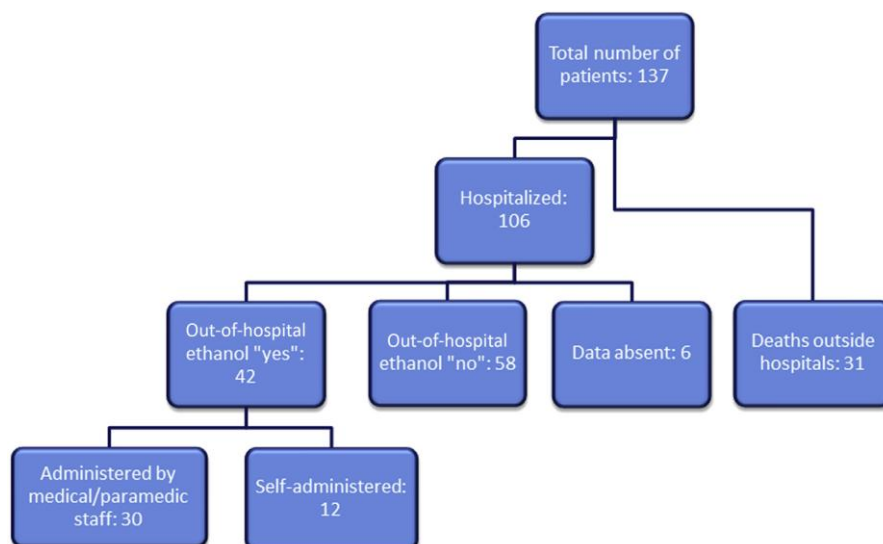 Total number of
patients: 137
Hospitalized:
106
Out-of-hospital
ethanol "yes":
42
Out-of-hospital
ethanol "no": 58
Data absent: 6
Deaths outside
hospitals: 31
Administered by
medical/paramedic
staff: 30
Self-administered:
12